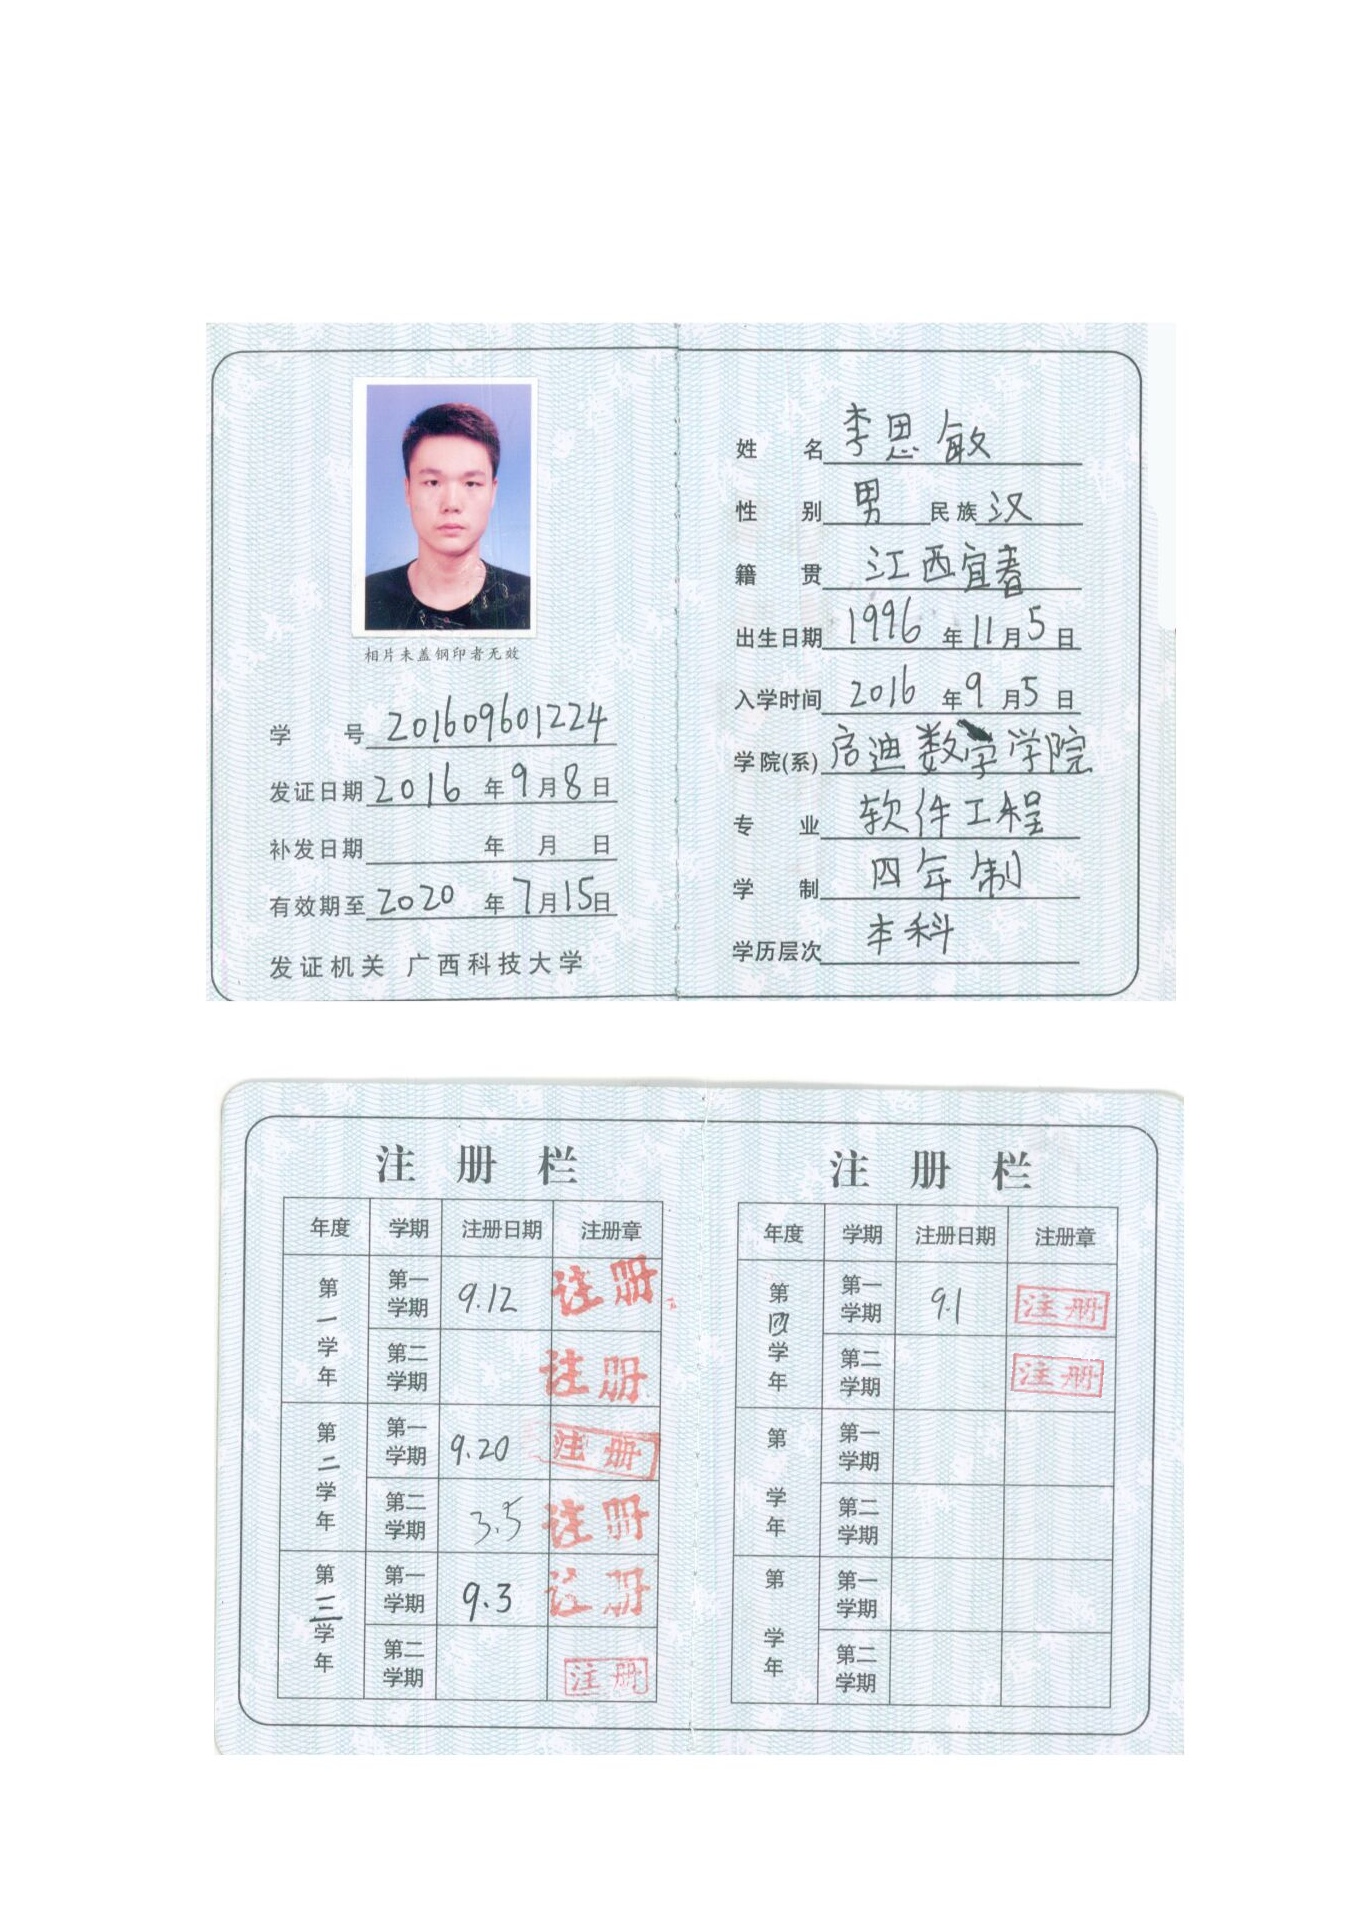 相片未盖钢印者无效
学 号 201609601224
发证日期 2016 年 9 月 8 日
补发日期 年 月 日
有效期至 2020 年 7 月 15 日
发证机关 广西科技大学
姓 名 李思敏
性 别 男 民族 汉
籍 贯 江西宜春
出生日期 1996 年 11 月 5 日
入学时间 2016 年 9 月 5 日
学院(系) 启迪数字学院
专 业 软件工程
学 制 四年制
学历层次 本科
注册栏
年度 学期 注册日期 注册章
第一学年 第一学期 9.12 注册
第二学期 注册
第二学年 第一学期 9.20 注册
第二学期 3.5 注册
第三学年 第一学期 9.3 注册
第二学期 注册
注册栏
年度 学期 注册日期 注册章
第四学年 第一学期 9.1 注册
第二学期 注册
第 学年 第一学期
第二学期
第 学年 第一学期
第二学期